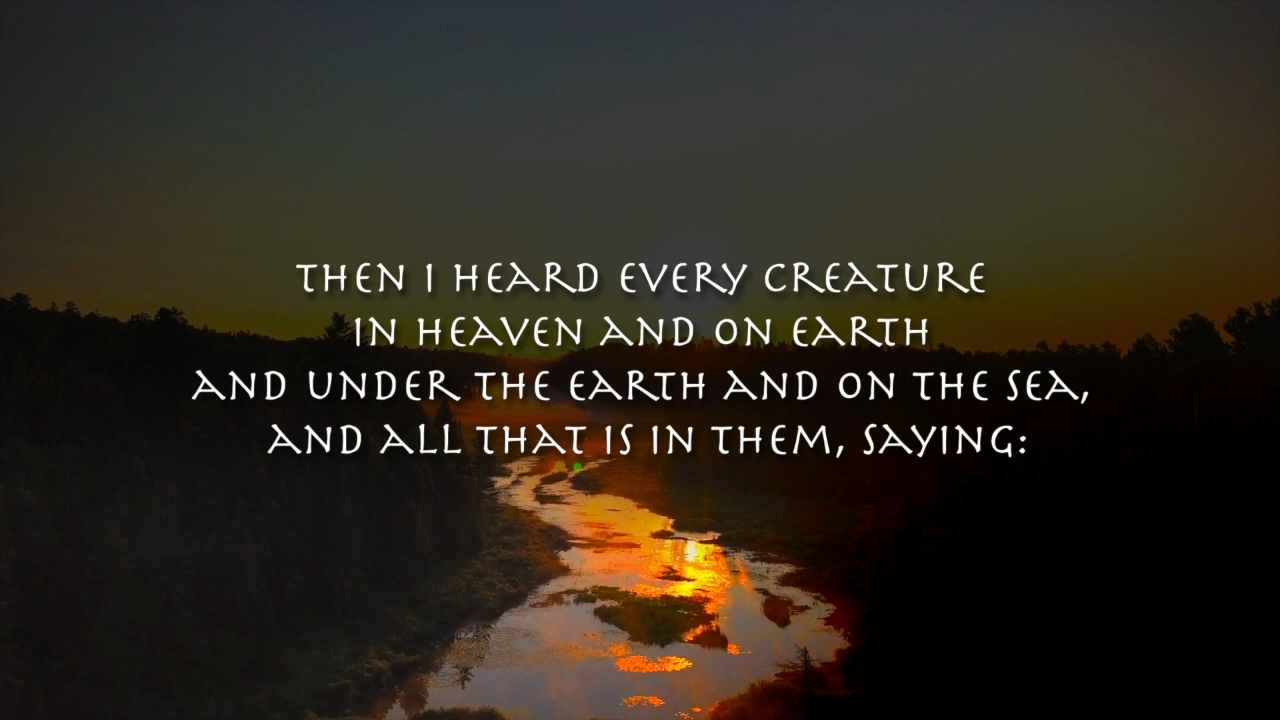 THEN I HEARD EVERY CREATURE
IN HEAVEN AND ON EARTH
AND UNDER THE EARTH AND ON THE SEA,
AND ALL THAT IS IN THEM, SAYING: